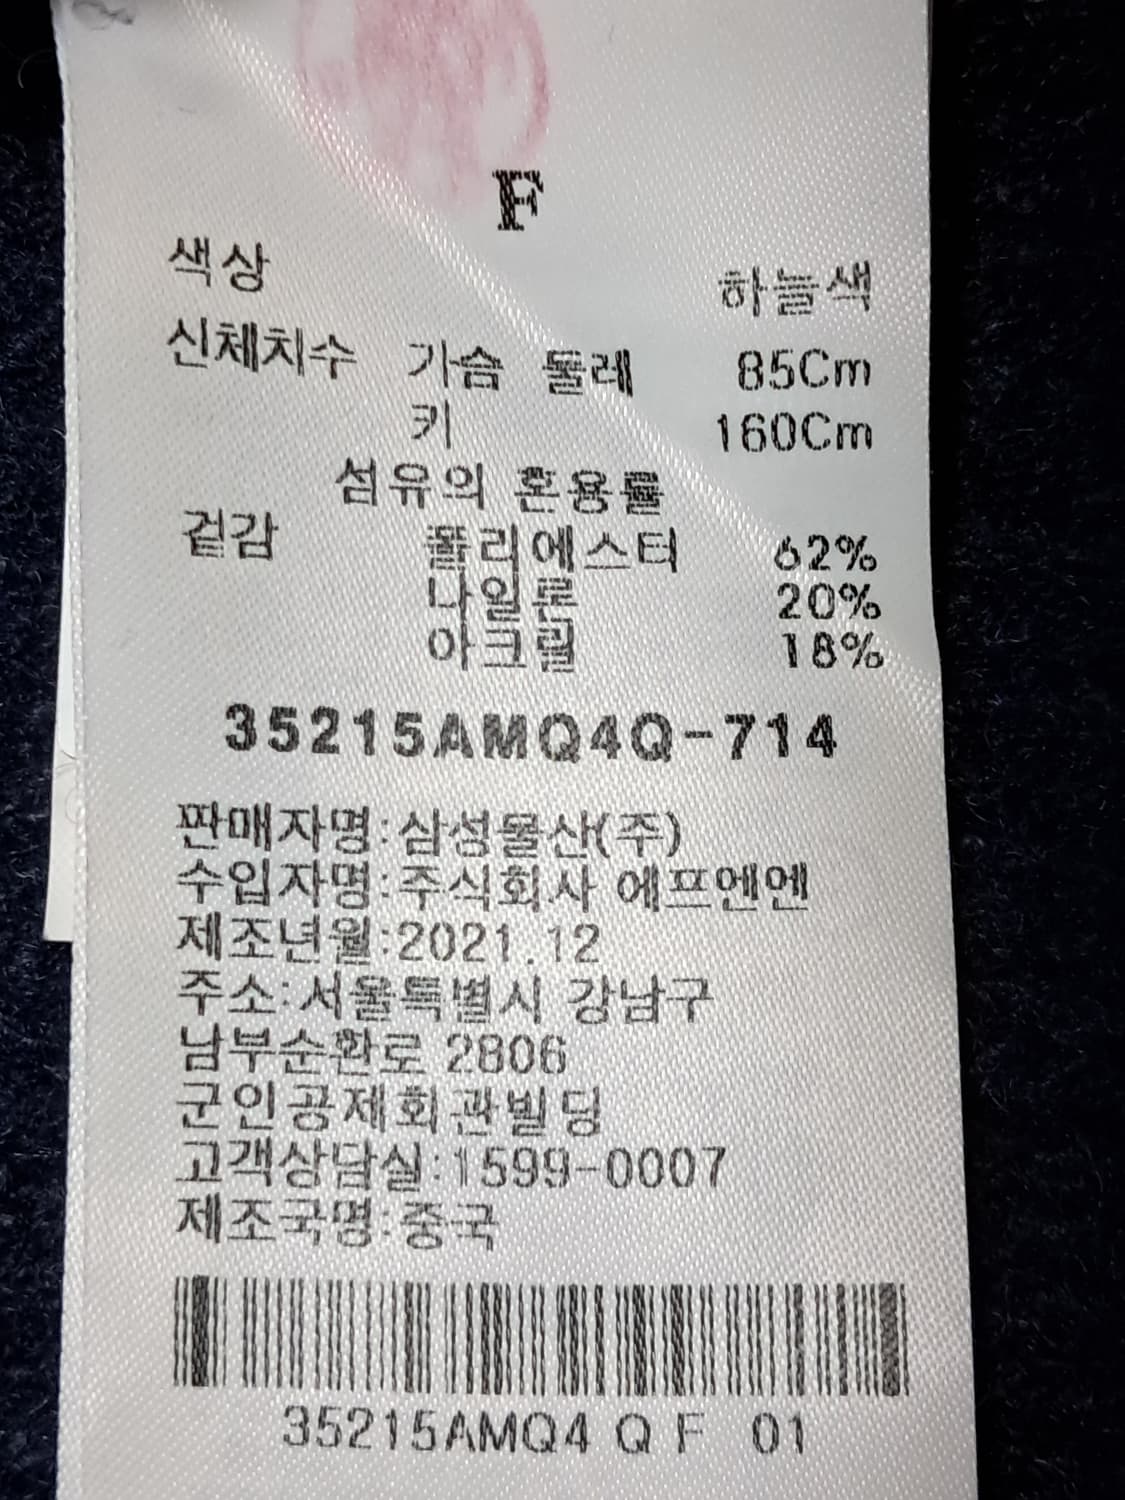 F
색상 하늘색
신체치수 가슴 둘레 85Cm
키 160Cm
섬유의 혼용률
겉감 폴리에스터 62%
나일론 20%
아크릴 18%
35215AMQ4Q-714
판매자명:삼성물산(주)
수입자명:주식회사 에프엔엔
제조년월:2021.12
주소:서울특별시 강남구
남부순환로 2806
군인공제회관빌딩
고객상담실:1599-0007
제조국명:중국
35215AMQ4 Q F 01